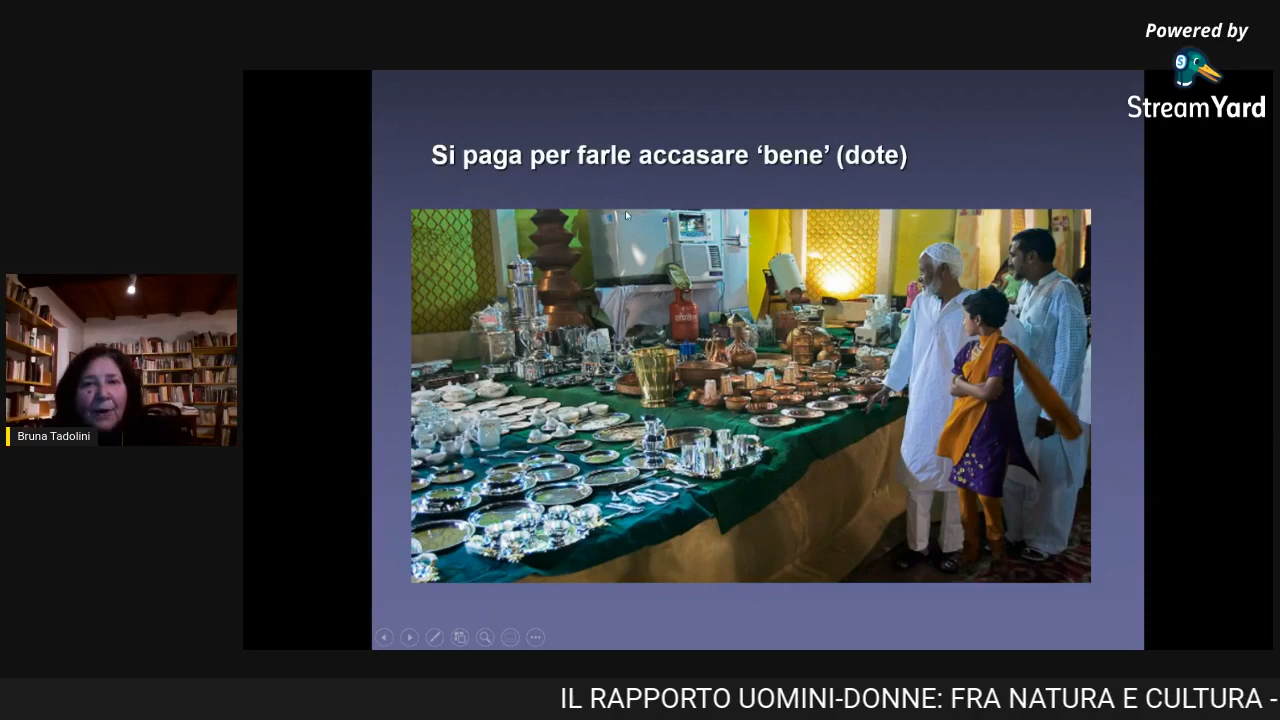 Powered by
StreamYard
Si paga per farle accasare ‘bene’ (dote)
Bruna Tadolini
IL RAPPORTO UOMINI-DONNE: FRA NATURA E CULTURA -